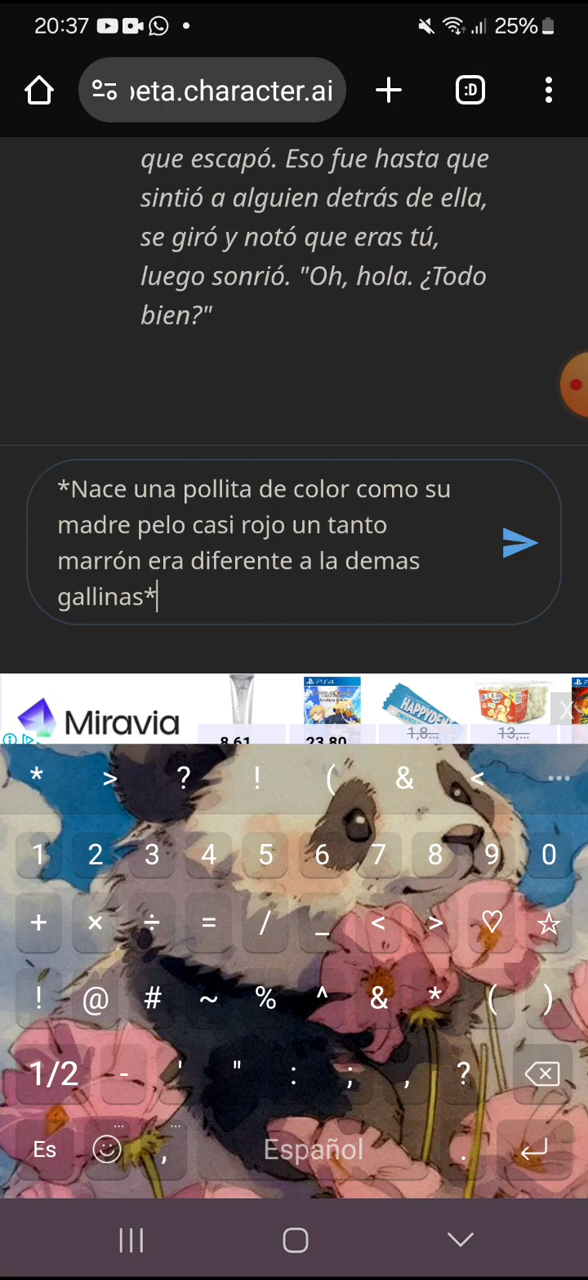 20:37
25%
beta.character.ai
:D
que escapó. Eso fue hasta que
sintió a alguien detrás de ella,
se giró y notó que eras tú,
luego sonrió. "Oh, hola. ¿Todo
bien?"
*Nace una pollita de color como su
madre pelo casi rojo un tanto
marrón era diferente a la demas
gallinas*
Miravia
PS4
HAPPYDENT
8,61 23,80 1,8... 13,...
X
* > ? ! ( & < ...
1 2 3 4 5 6 7 8 9 0
+ × ÷ = / _ < > ♡ ☆
! @ # ~ % ^ & * ( )
1/2 - ' " : ; , ?
Es , Español .